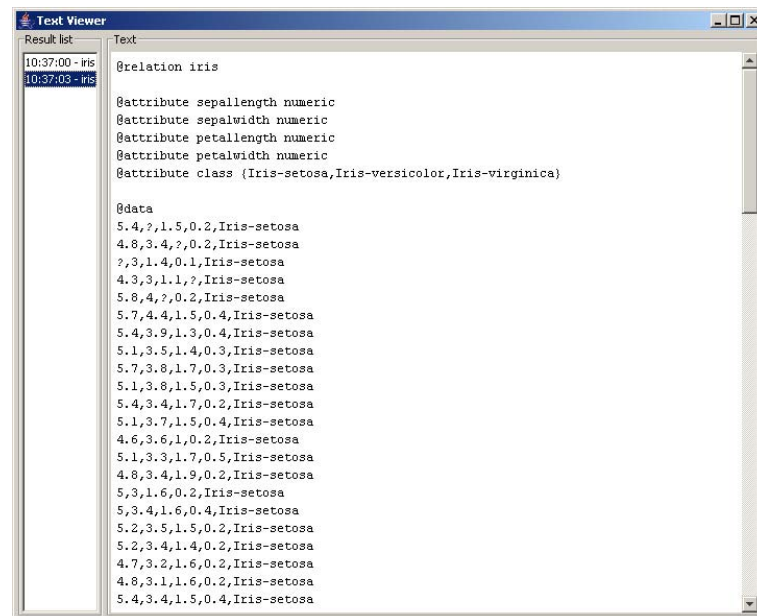 Text Viewer
Result list
10:37:00 - iris
10:37:03 - iris
Text
@relation iris
@attribute sepallength numeric
@attribute sepalwidth numeric
@attribute petallength numeric
@attribute petalwidth numeric
@attribute class {Iris-setosa,Iris-versicolor,Iris-virginica}
@data
5.4,?,1.5,0.2,Iris-setosa
4.8,3.4,?,0.2,Iris-setosa
?,3,1.4,0.1,Iris-setosa
4.3,3,1.1,?,Iris-setosa
5.8,4,?,0.2,Iris-setosa
5.7,4.4,1.5,0.4,Iris-setosa
5.4,3.9,1.3,0.4,Iris-setosa
5.1,3.5,1.4,0.3,Iris-setosa
5.7,3.8,1.7,0.3,Iris-setosa
5.1,3.8,1.5,0.3,Iris-setosa
5.4,3.4,1.7,0.2,Iris-setosa
5.1,3.7,1.5,0.4,Iris-setosa
4.6,3.6,1,0.2,Iris-setosa
5.1,3.3,1.7,0.5,Iris-setosa
4.8,3.4,1.9,0.2,Iris-setosa
5,3,1.6,0.2,Iris-setosa
5,3.4,1.6,0.4,Iris-setosa
5.2,3.5,1.5,0.2,Iris-setosa
5.2,3.4,1.4,0.2,Iris-setosa
4.7,3.2,1.6,0.2,Iris-setosa
4.8,3.1,1.6,0.2,Iris-setosa
5.4,3.4,1.5,0.4,Iris-setosa